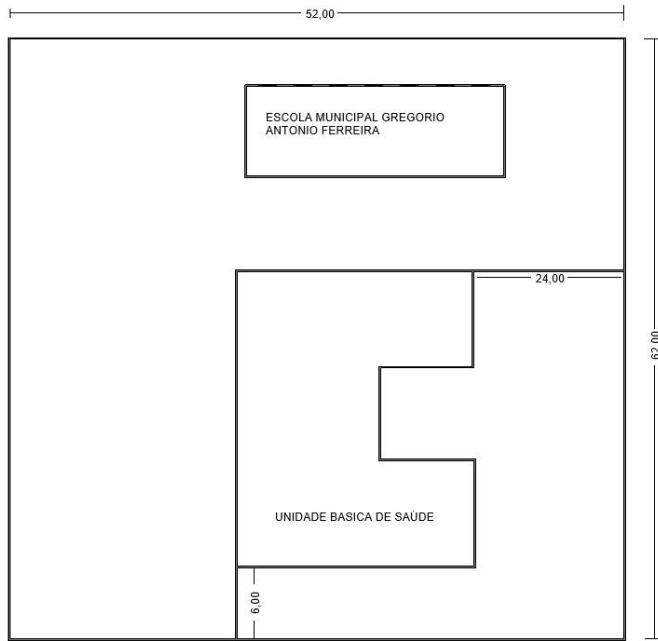 52,00
ESCOLA MUNICIPAL GREGORIO
ANTONIO FERREIRA
24,00
62,00
UNIDADE BASICA DE SAÚDE
6,00